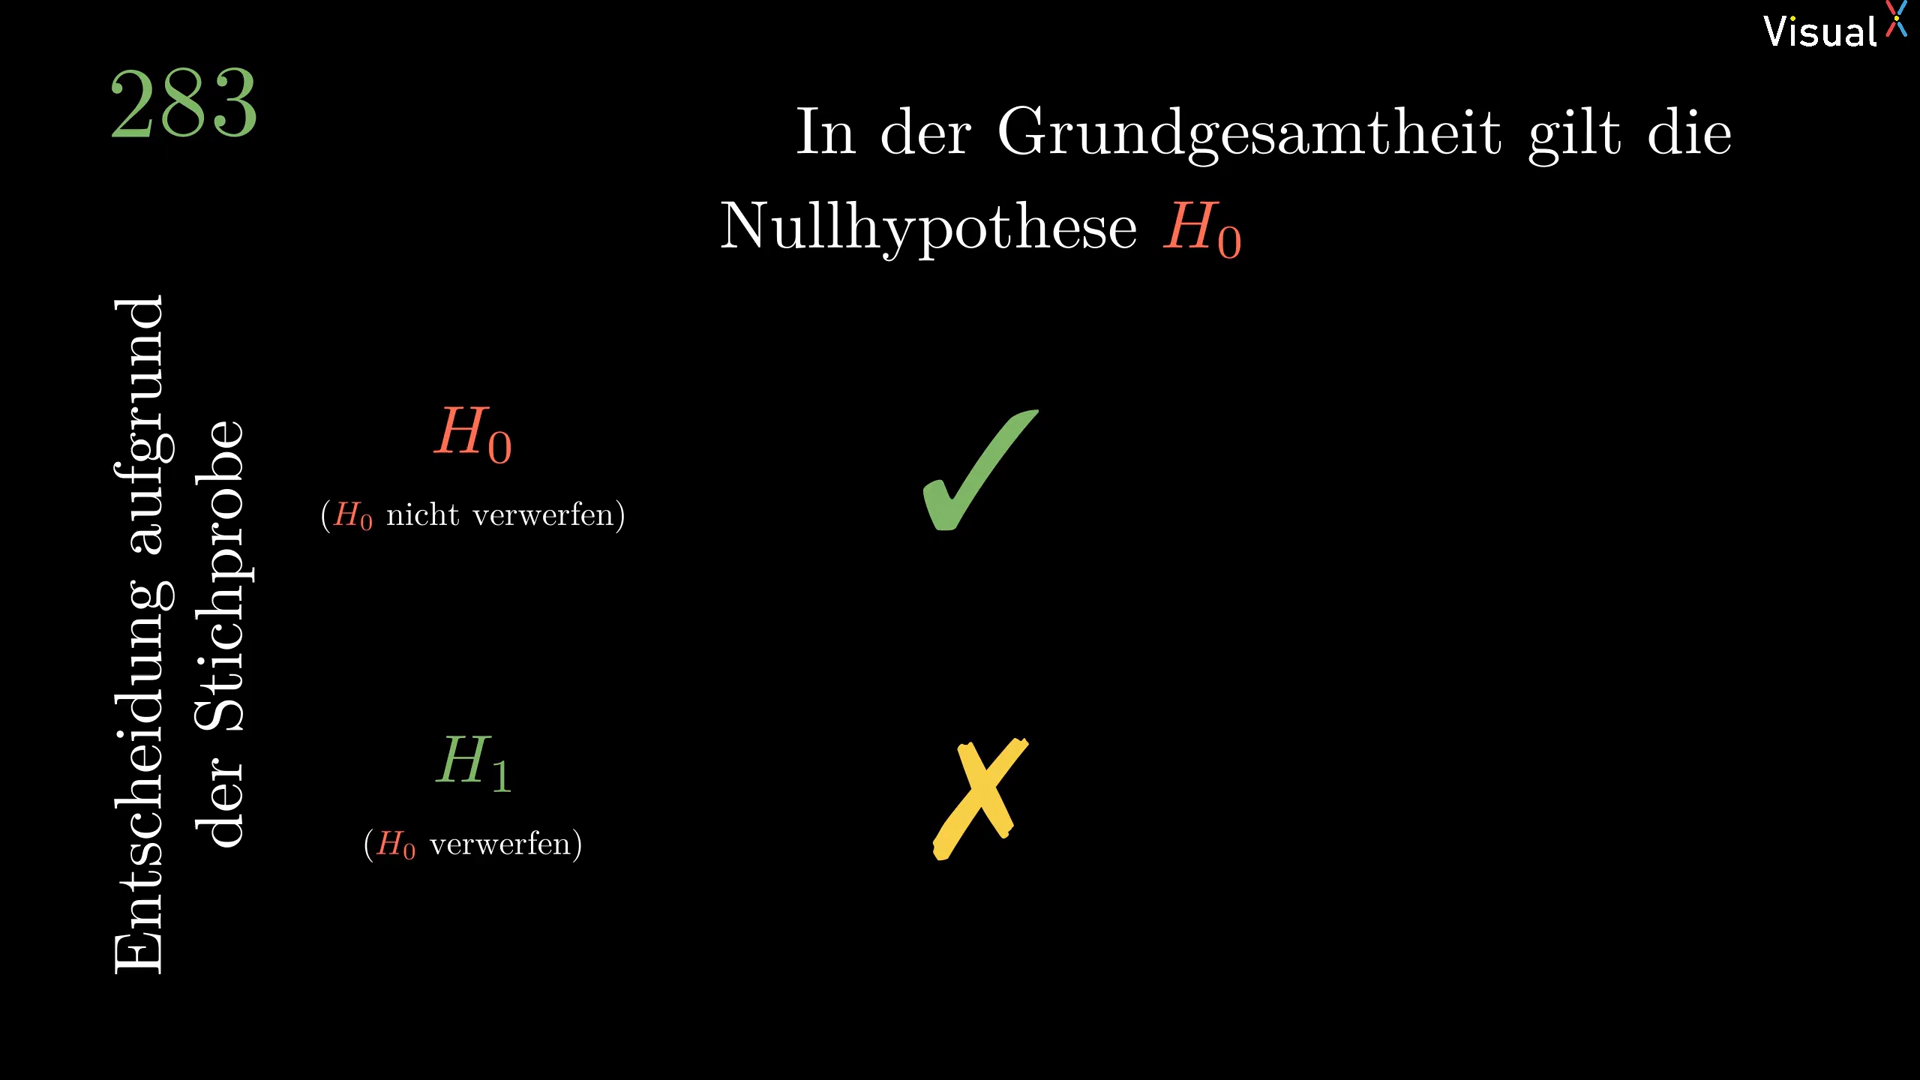 Visual X
283
In der Grundgesamtheit gilt die
Nullhypothese H₀
Entscheidung aufgrund
der Stichprobe
H₀
(H₀ nicht verwerfen)
✓
H₁
(H₀ verwerfen)
✗